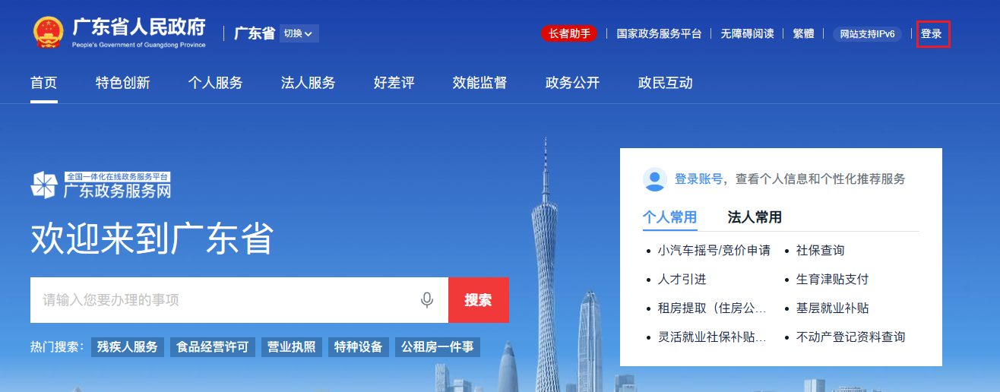 广东省人民政府
People's Government of Guangdong Province
广东省 切换
长者助手 国家政务服务平台 无障碍阅读 繁體 网站支持IPv6 登录
首页 特色创新 个人服务 法人服务 好差评 效能监督 政务公开 政民互动
全国一体化在线政务服务平台
广东政务服务网
欢迎来到广东省
请输入您要办理的事项 搜索
热门搜索: 残疾人服务 食品经营许可 营业执照 特种设备 公租房一件事
登录账号，查看个人信息和个性化推荐服务
个人常用 法人常用
小汽车摇号/竞价申请 社保查询
人才引进 生育津贴支付
租房提取（住房公... 基层就业补贴
灵活就业社保补贴... 不动产登记资料查询